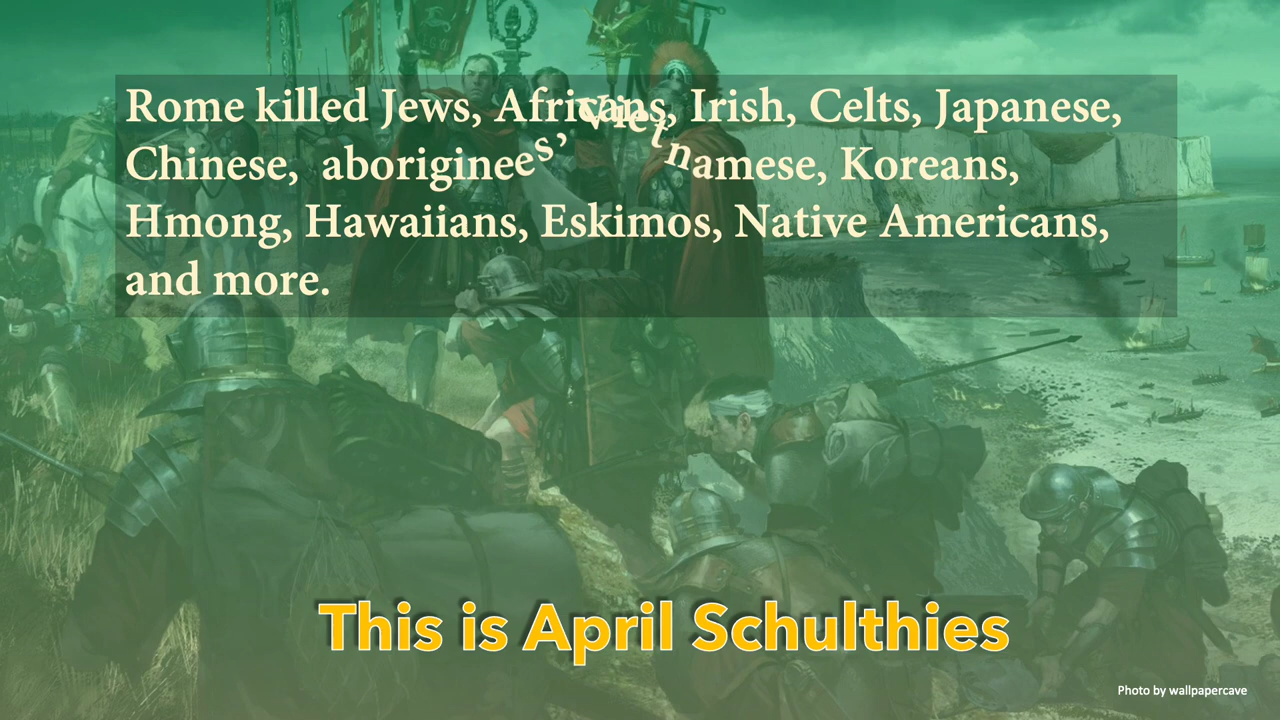 Rome killed Jews, Africans, Irish, Celts, Japanese,
Chinese, aboriginees, Vietnamese, Koreans,
Hmong, Hawaiians, Eskimos, Native Americans,
and more.
This is April Schulthies
Photo by wallpapercave